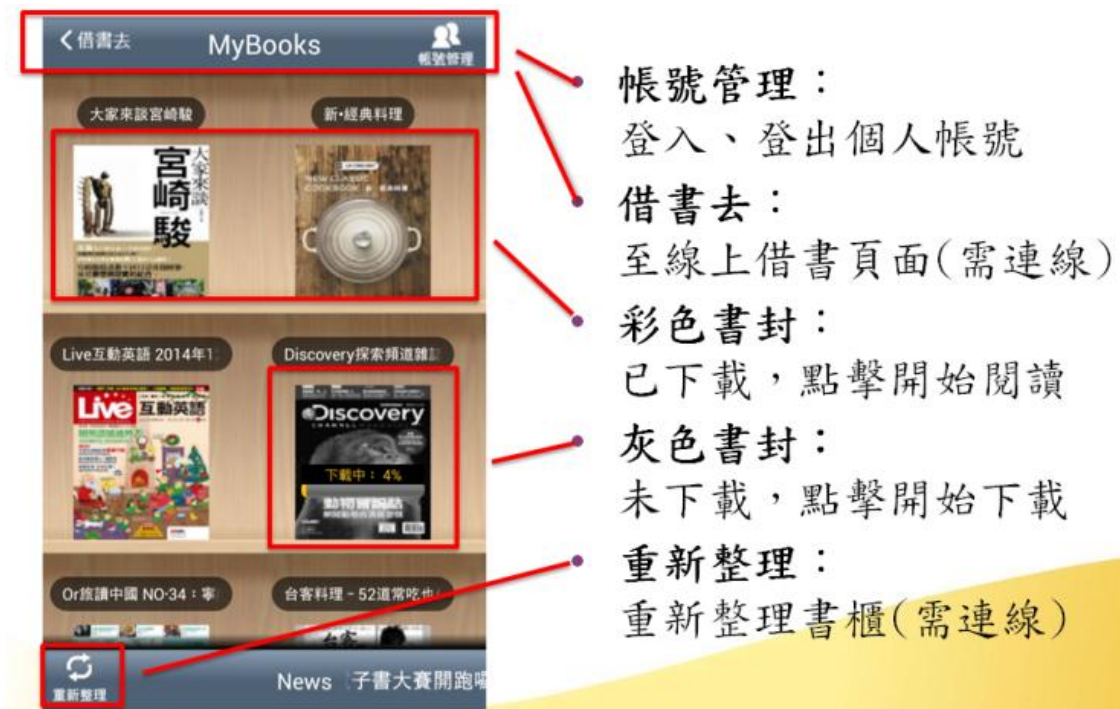 借書去
MyBooks
帳號管理
大家來談宮崎駿
新•經典料理
大家來談
宮崎駿
NEW CLASSIC
COOKBOOK
Live互動英語 2014年1
Discovery探索頻道雜誌
Live 互動英語
Discovery
CHANNEL
下載中： 4%
Or旅讀中國 NO-34：寧
台客料理 - 52道常吃也
台客
重新整理
News
子書大賽開跑囉
• 帳號管理：
登入、登出個人帳號
• 借書去：
至線上借書頁面(需連線)
• 彩色書封：
已下載，點擊開始閱讀
• 灰色書封：
未下載，點擊開始下載
• 重新整理：
重新整理書櫃(需連線)